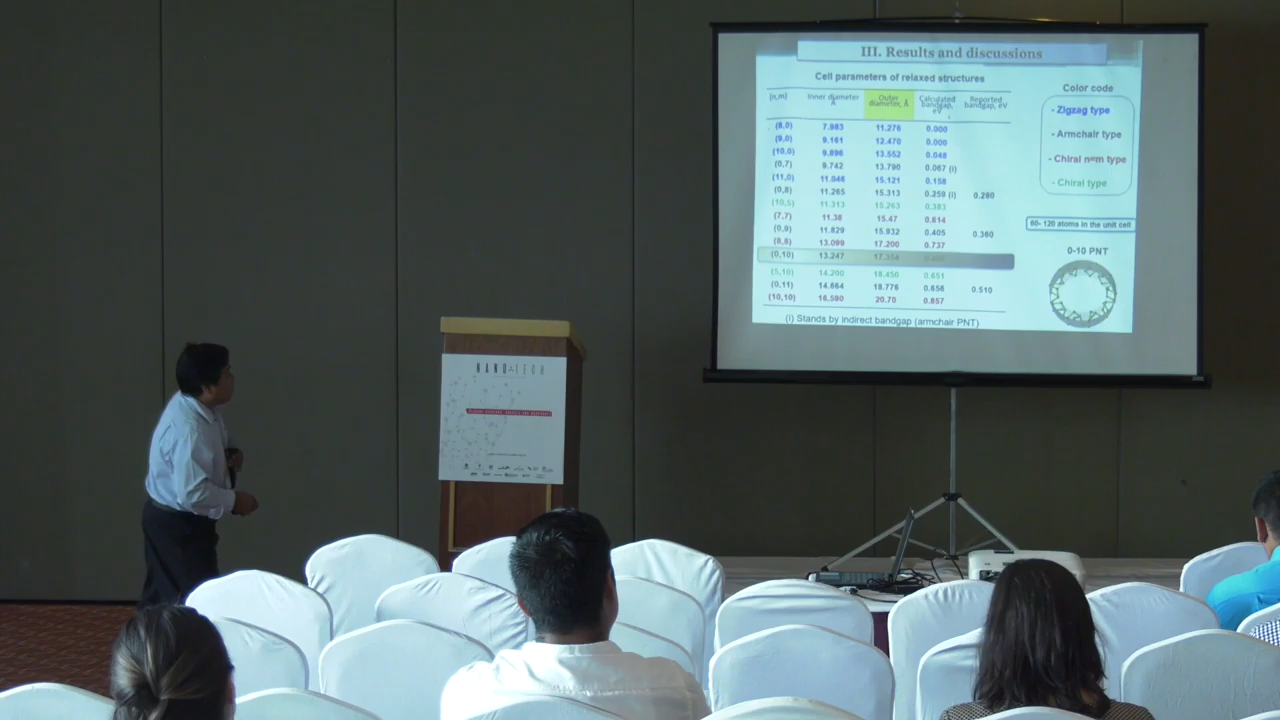 III. Results and discussions
Cell parameters of relaxed structures
(n,m) Inner diameter Å Outer diameter, Å Calculated bandgap, eV Reported bandgap, eV
(8,0) 7.983 11.276 0.000
(9,0) 9.161 12.470 0.000
(10,0) 9.896 13.552 0.048
(0,7) 9.742 13.790 0.067 (i)
(11,0) 11.046 15.121 0.158
(0,8) 11.265 15.313 0.259 (i) 0.280
(10,5) 11.313 15.263 0.383
(7,7) 11.38 15.47 0.614
(0,9) 11.829 15.932 0.405 0.360
(8,8) 13.099 17.200 0.737
(0,10) 13.247
(5,10) 14.200 18.450 0.651
(0,11) 14.664 18.776 0.656 0.510
(10,10) 16.590 20.70 0.857
(i) Stands by indirect bandgap (armchair PNT)
Color code
- Zigzag type
- Armchair type
- Chiral n=m type
- Chiral type
60- 120 atoms in the unit cell
0-10 PNT
NANO TECH